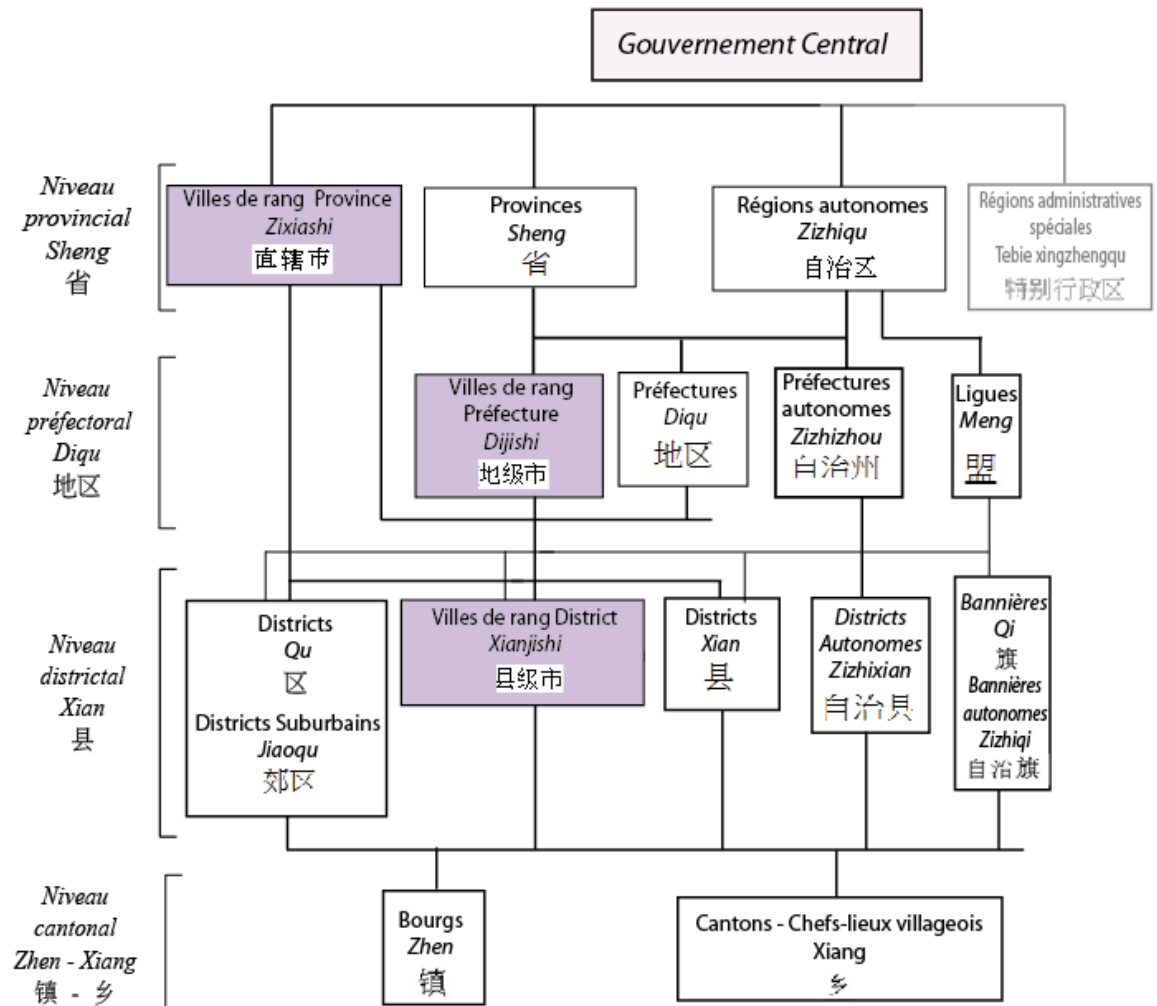 Gouvernement Central
Niveau
provincial
Sheng
省
Villes de rang Province
Zixiashi
直辖市
Provinces
Sheng
省
Régions autonomes
Zizhiqu
自治区
Régions administratives
spéciales
Tebie xingzhengqu
特别行政区
Niveau
préfectoral
Diqu
地区
Villes de rang
Préfecture
Dijishi
地级市
Préfectures
Diqu
地区
Préfectures
autonomes
Zizhizhou
自治州
Ligues
Meng
盟
Niveau
districtal
Xian
县
Districts
Qu
区
Districts Suburbains
Jiaoqu
郊区
Villes de rang District
Xianjishi
县级市
Districts
Xian
县
Districts
Autonomes
Zizhixian
自治县
Bannières
Qi
旗
Bannières
autonomes
Zizhiqi
自治旗
Niveau
cantonal
Zhen - Xiang
镇 - 乡
Bourgs
Zhen
镇
Cantons - Chefs-lieux villageois
Xiang
乡